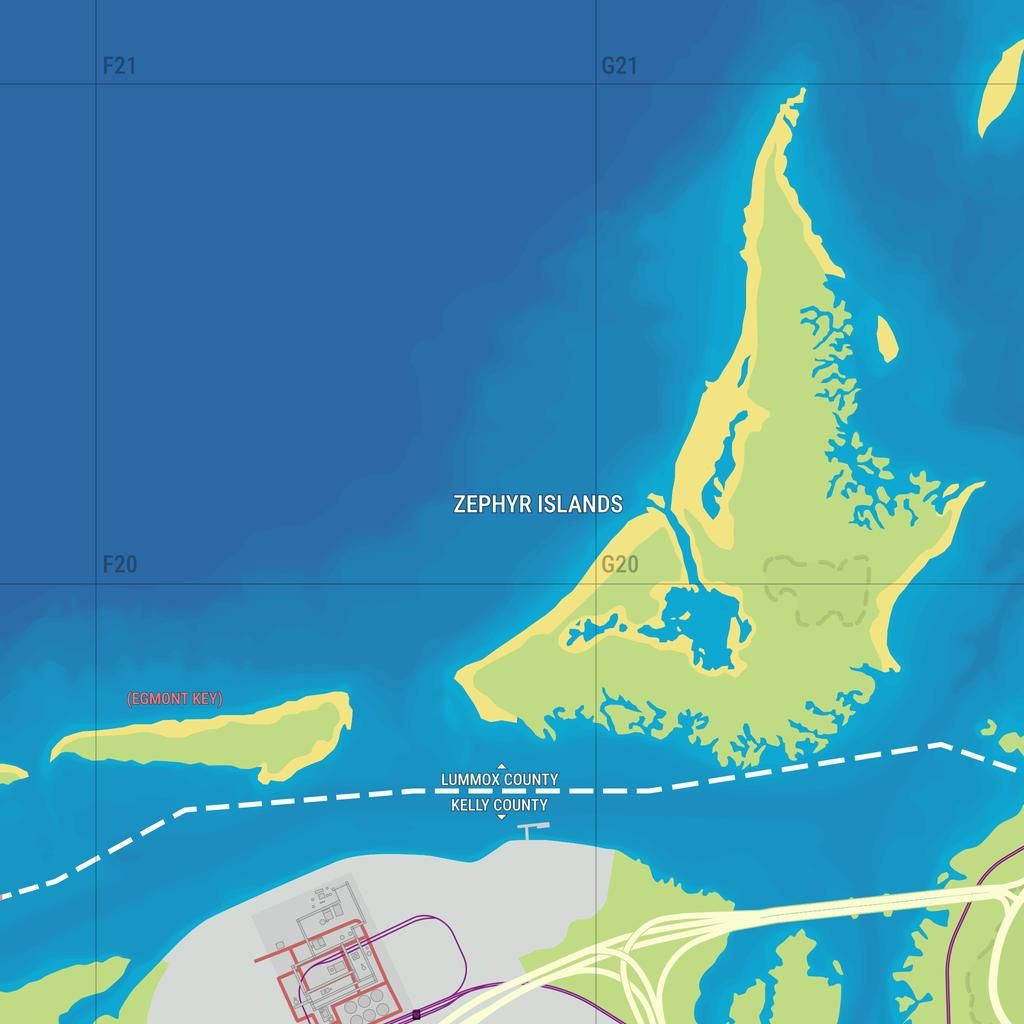 F21
G21
ZEPHYR ISLANDS
F20
G20
(EGMONT KEY)
LUMMOX COUNTY
KELLY COUNTY